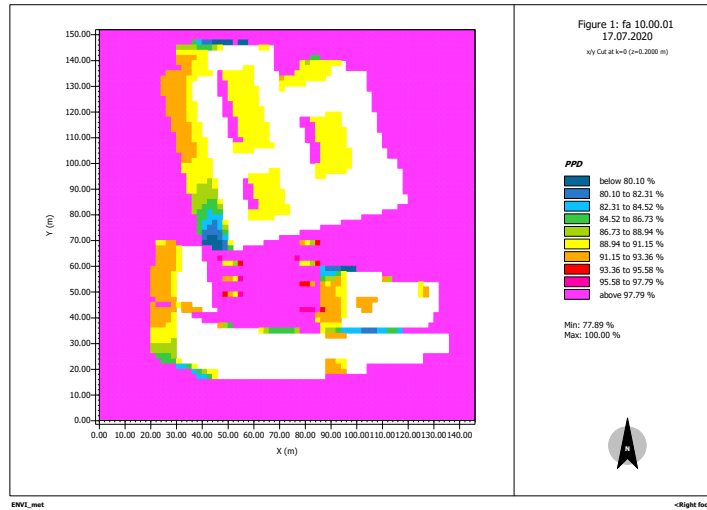 Figure 1: fa 10.00.01
17.07.2020
x/y Cut at k=0 (z=0.2000 m)
150.00
140.00
130.00
120.00
110.00
100.00
90.00
80.00
70.00
60.00
50.00
40.00
30.00
20.00
10.00
0.00
Y (m)
0.00 10.00 20.00 30.00 40.00 50.00 60.00 70.00 80.00 90.00 100.00 110.00 120.00 130.00 140.00
X (m)
PPD
below 80.10 %
80.10 to 82.31 %
82.31 to 84.52 %
84.52 to 86.73 %
86.73 to 88.94 %
88.94 to 91.15 %
91.15 to 93.36 %
93.36 to 95.58 %
95.58 to 97.79 %
above 97.79 %
Min: 77.89 %
Max: 100.00 %
N
ENVI_met
<Right foo